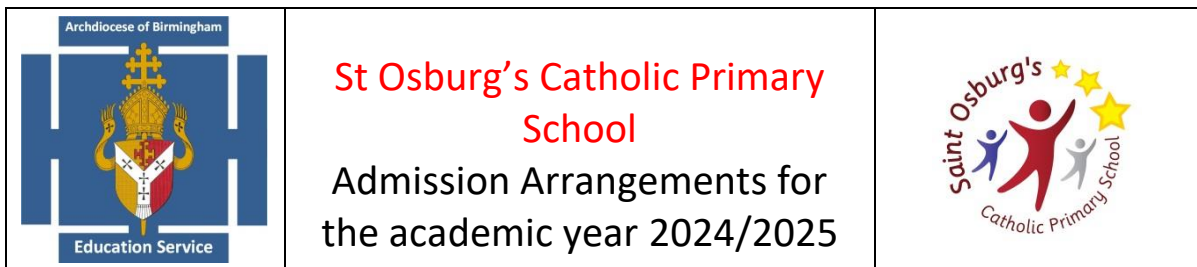 Archdiocese of Birmingham
Education Service
St Osburg's Catholic Primary
School
Admission Arrangements for
the academic year 2024/2025
Saint Osburg's
Catholic Primary School